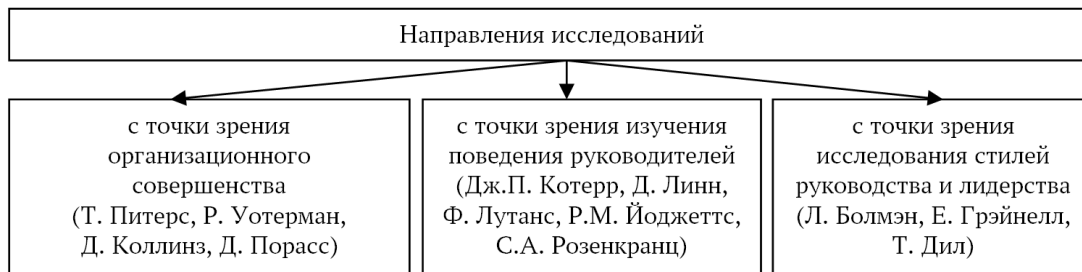 Направления исследований
с точки зрения
организационного
совершенства
(Т. Питерс, Р. Уотерман,
Д. Коллинз, Д. Порасс)
с точки зрения изучения
поведения руководителей
(Дж.П. Котерр, Д. Линн,
Ф. Лутанс, Р.М. Йоджеттс,
С.А. Розенкранц)
с точки зрения
исследования стилей
руководства и лидерства
(Л. Болмэн, Е. Грэйнелл,
Т. Дил)